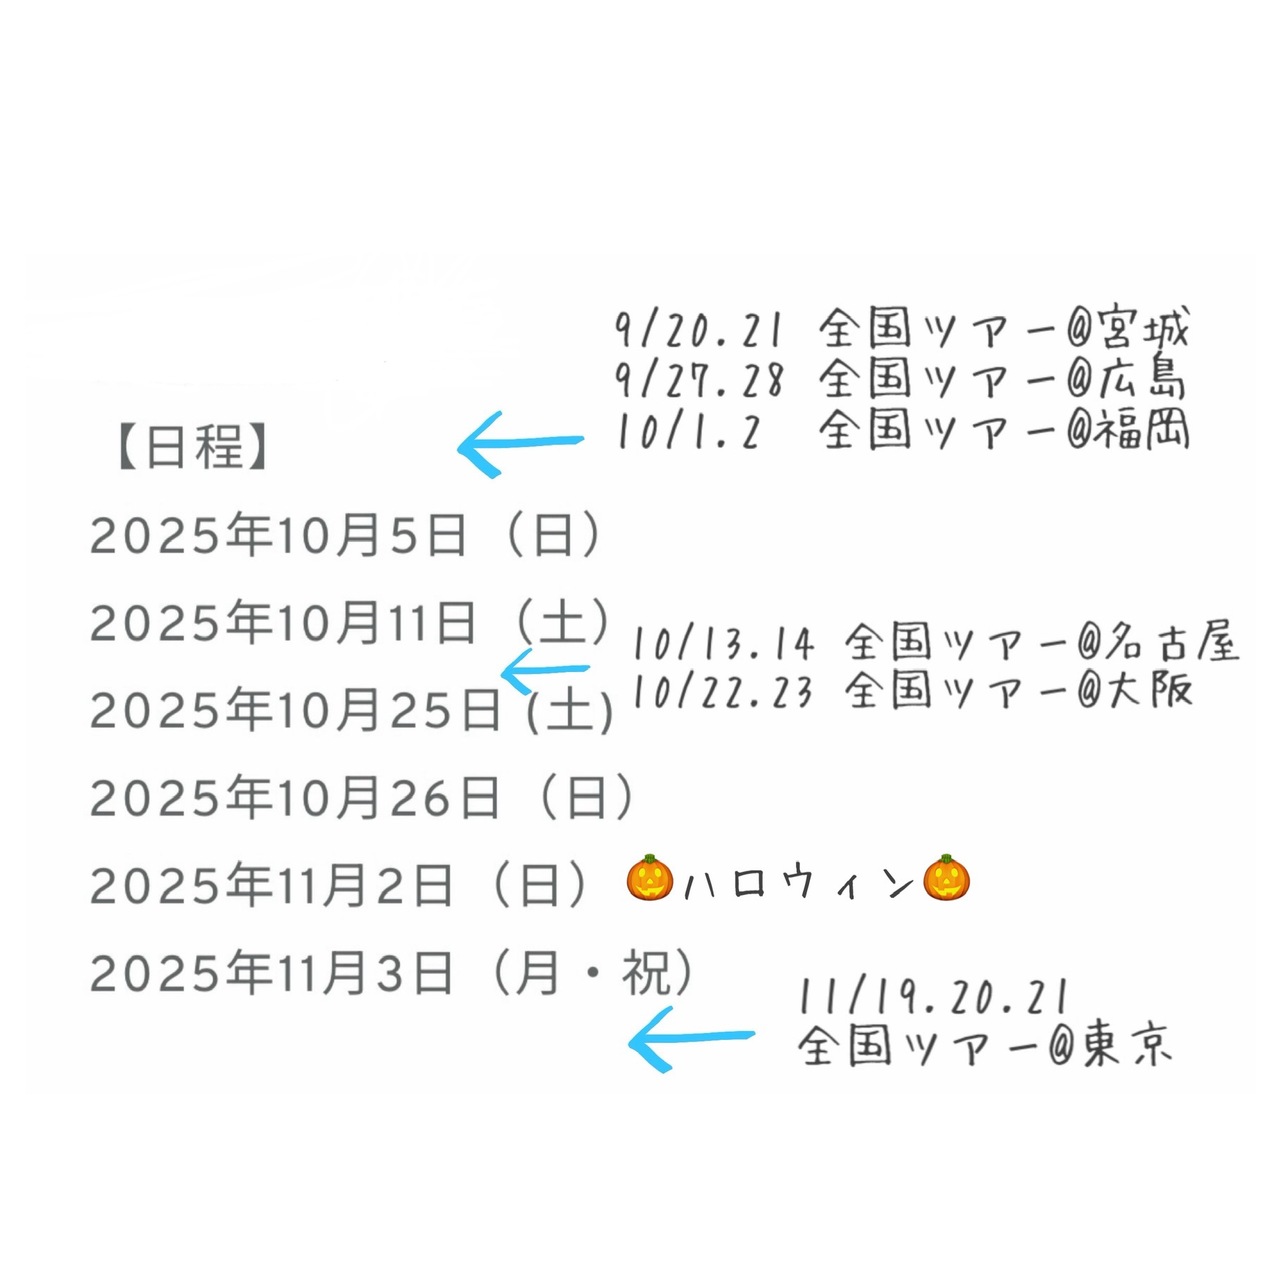 9/20.21 全国ツアー@宮城
9/27.28 全国ツアー@広島
10/1.2 全国ツアー@福岡
【日程】
2025年10月5日（日）
2025年10月11日（土）
10/13.14 全国ツアー@名古屋
10/22.23 全国ツアー@大阪
2025年10月25日(土)
2025年10月26日（日）
2025年11月2日（日） 🎃ハロウィン🎃
2025年11月3日（月・祝）
11/19.20.21
全国ツアー@東京